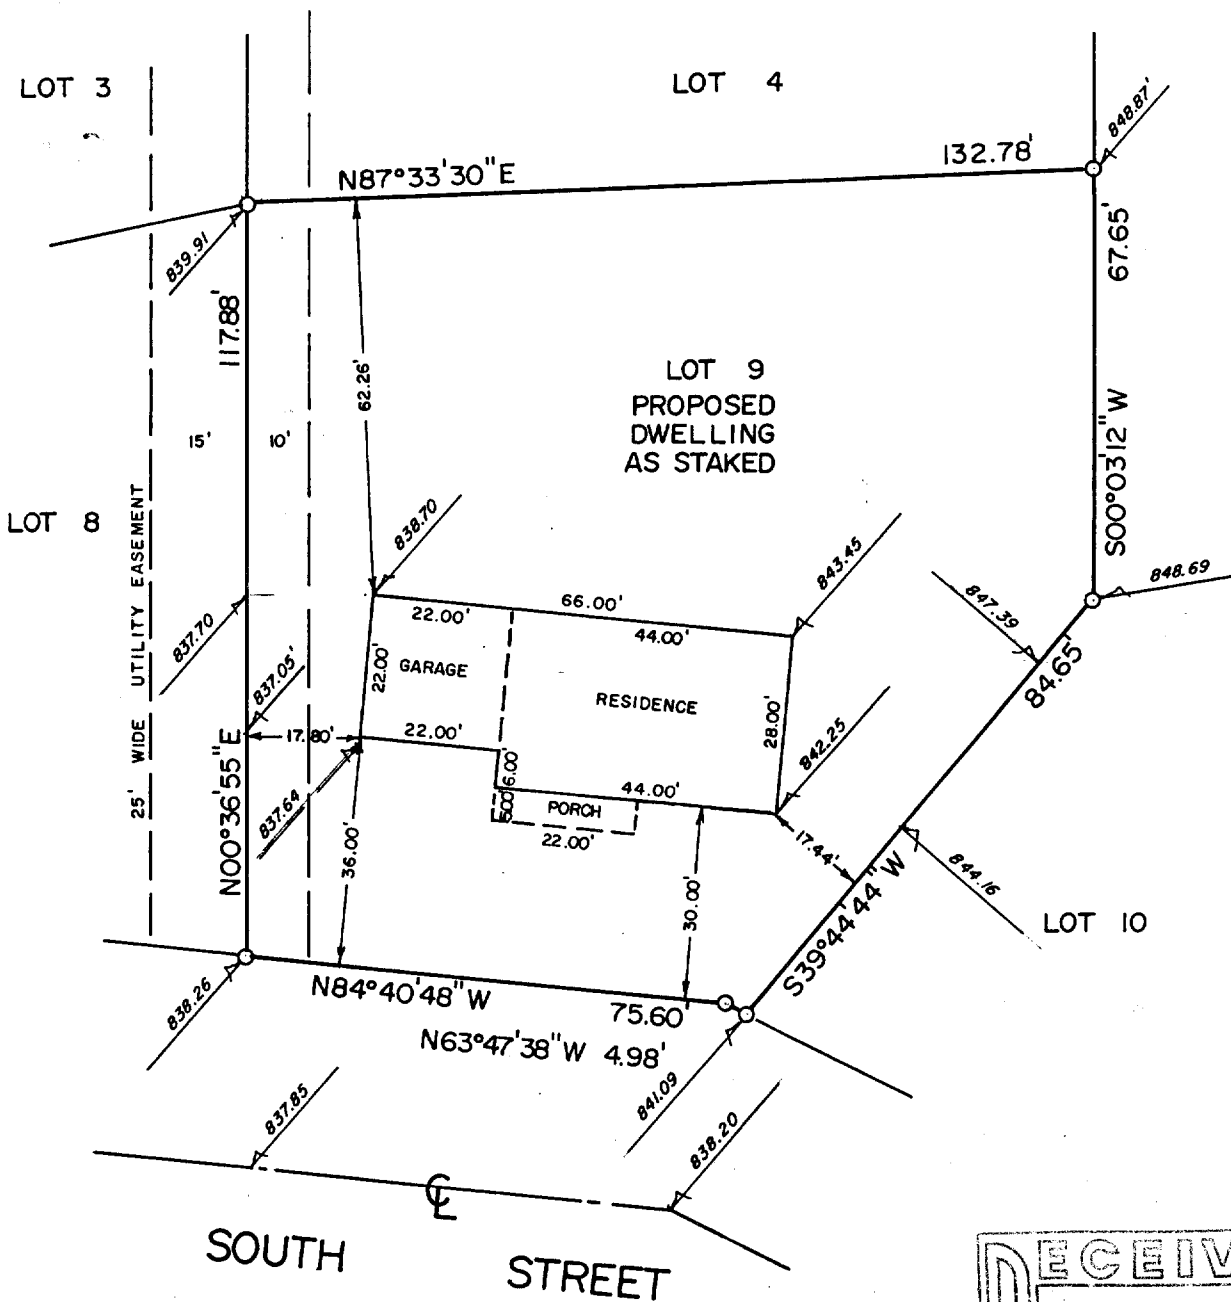 LOT 3
LOT 4
848.87'
132.78'
N87°33'30"E
839.91
67.65'
117.88'
62.26'
LOT 9
PROPOSED
DWELLING
AS STAKED
15'
10'
S00°03'12"W
LOT 8
25' WIDE UTILITY EASEMENT
838.70
843.45
848.69
847.39
66.00'
22.00'
44.00'
837.70
22.00'
GARAGE
84.65'
837.05'
RESIDENCE
28.00'
842.25
17.80'
22.00'
N00°36'55"E
6.00'
44.00'
5.00'
PORCH
837.64
22.00'
36.00'
17.44'
844.16
30.00'
S39°44'44"W
LOT 10
N84°40'48"W
75.60'
838.26
N63°47'38"W 4.98'
841.09
837.85
838.20
CL
SOUTH STREET